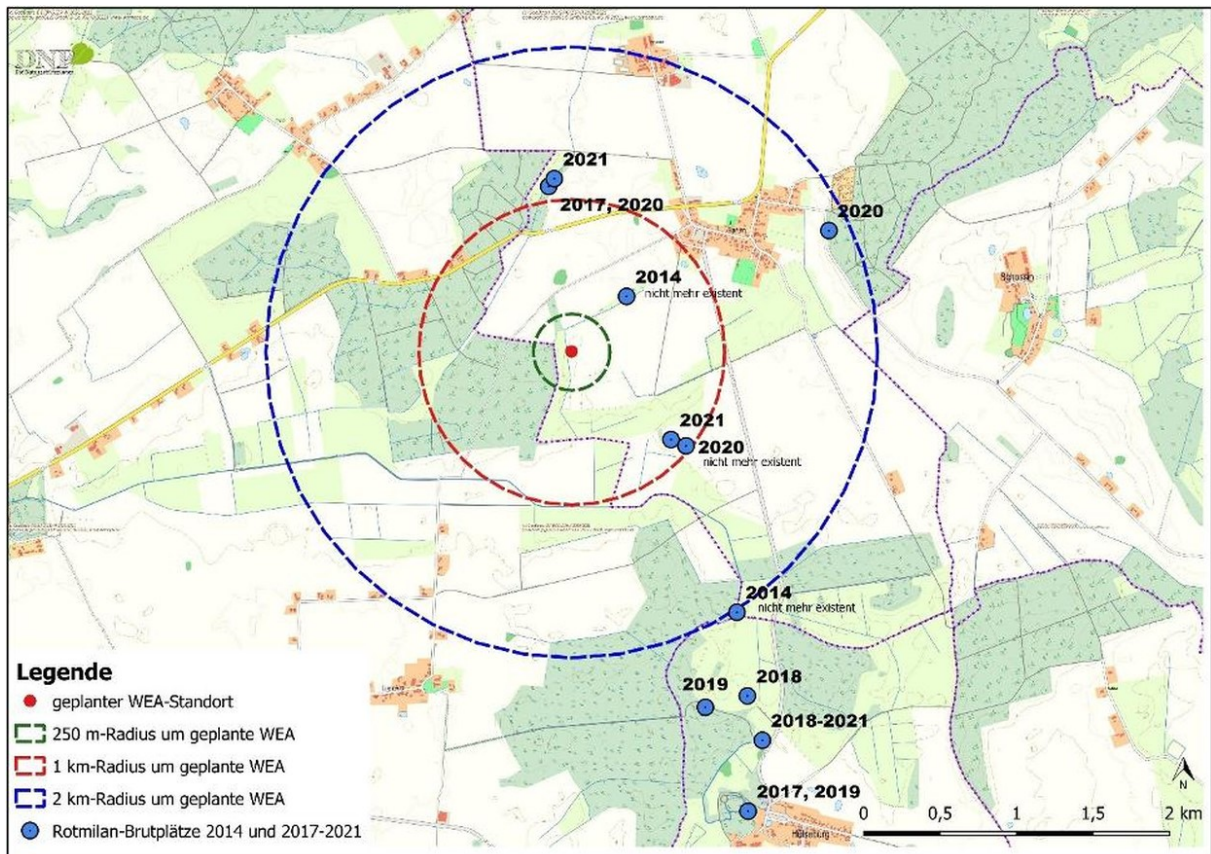 DNP
2021
2017, 2020
2020
2014
nicht mehr existent
2021
2020
nicht mehr existent
2014
nicht mehr existent
2018
2019
2018-2021
2017, 2019
Legende
geplanter WEA-Standort
250 m-Radius um geplante WEA
1 km-Radius um geplante WEA
2 km-Radius um geplante WEA
Rotmilan-Brutplätze 2014 und 2017-2021
N
0 0,5 1 1,5 2 km